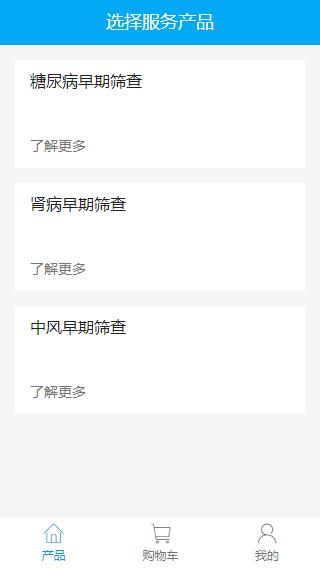 选择服务产品
糖尿病早期筛查
了解更多
肾病早期筛查
了解更多
中风早期筛查
了解更多
产品
购物车
我的